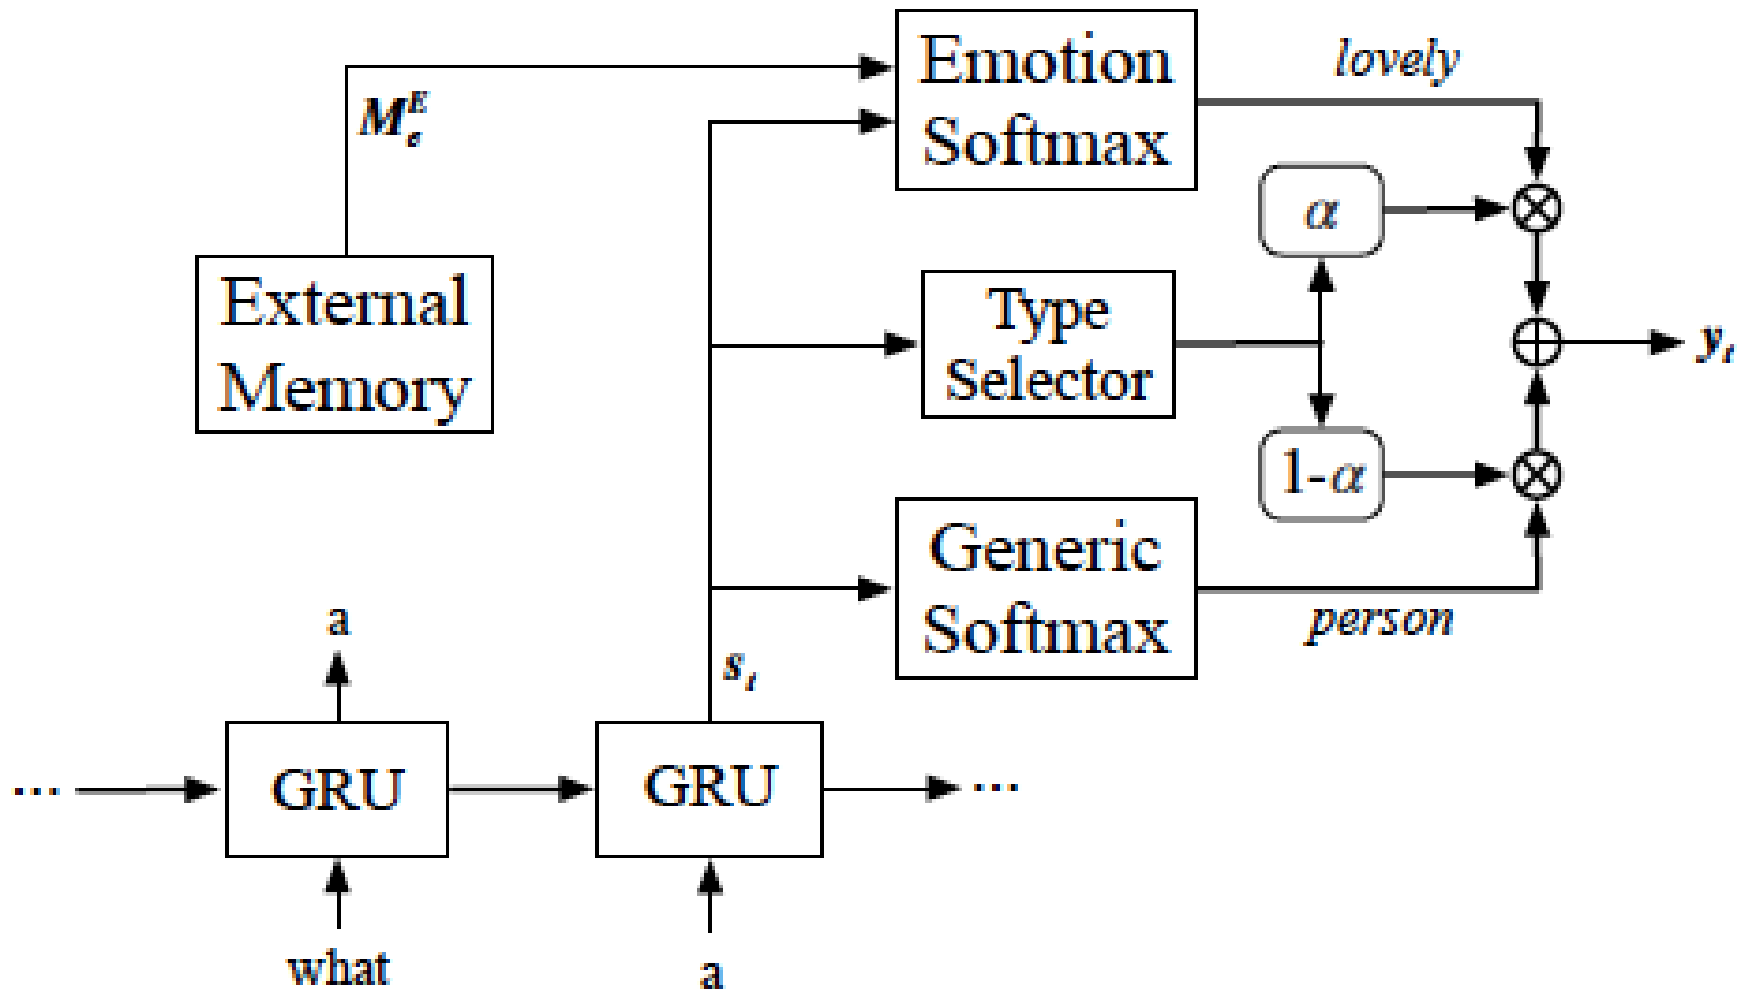 Emotion
Softmax
lovely
M_e^E
α
External
Memory
Type
Selector
y_t
1-α
Generic
Softmax
person
a
s_t
... GRU GRU ...
what
a